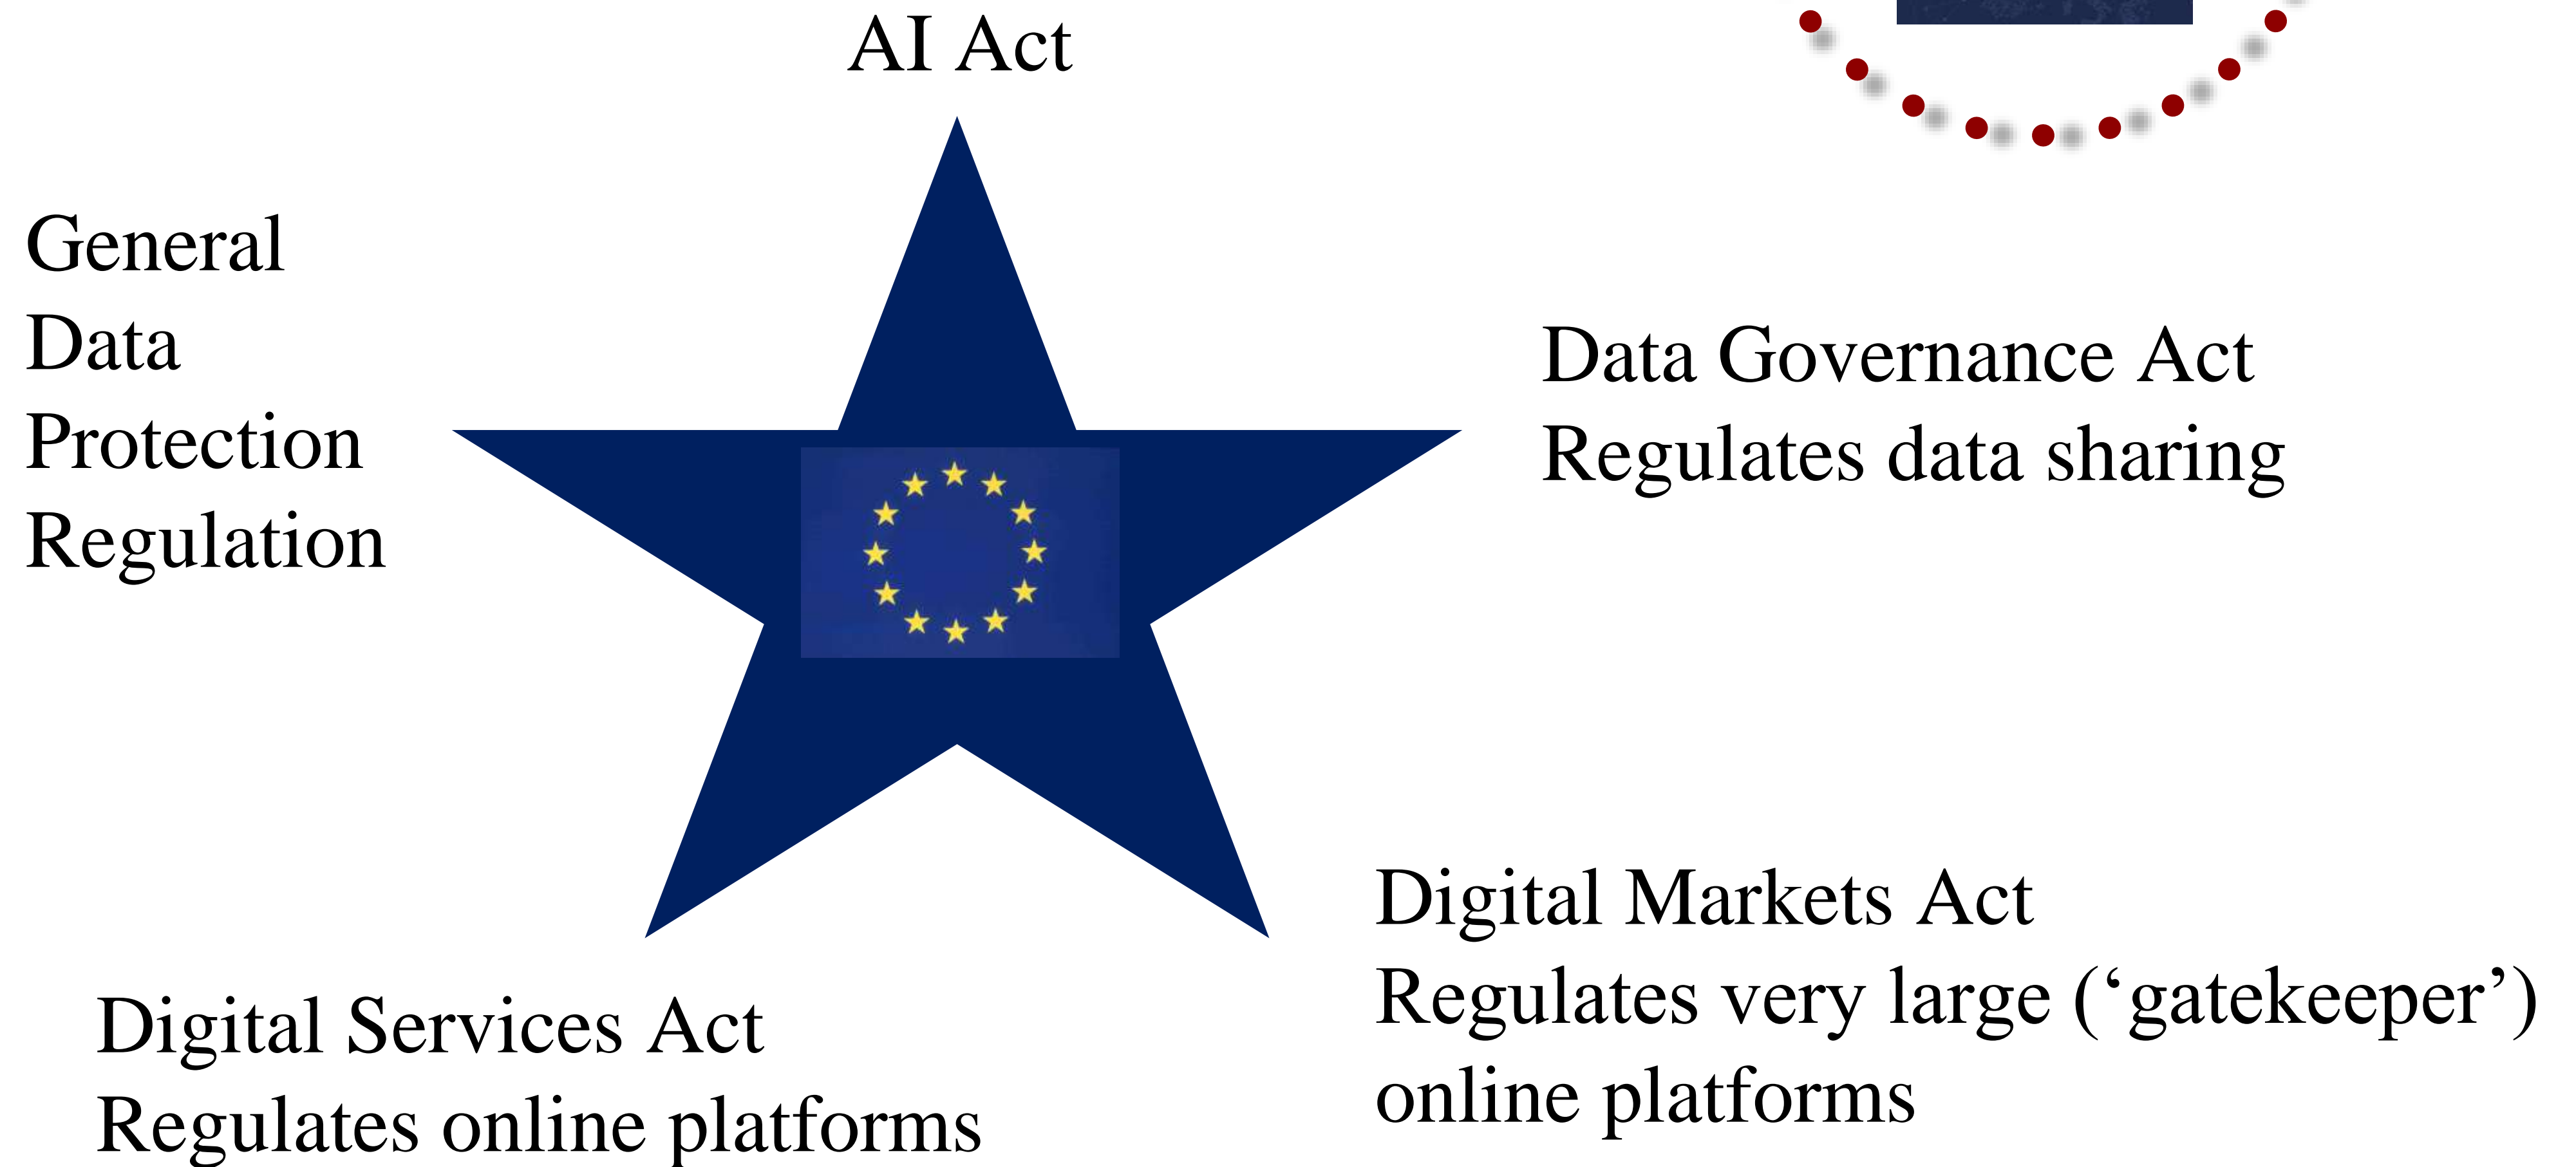 AI Act
General
Data
Protection
Regulation
Data Governance Act
Regulates data sharing
Digital Markets Act
Regulates very large (‘gatekeeper’)
online platforms
Digital Services Act
Regulates online platforms